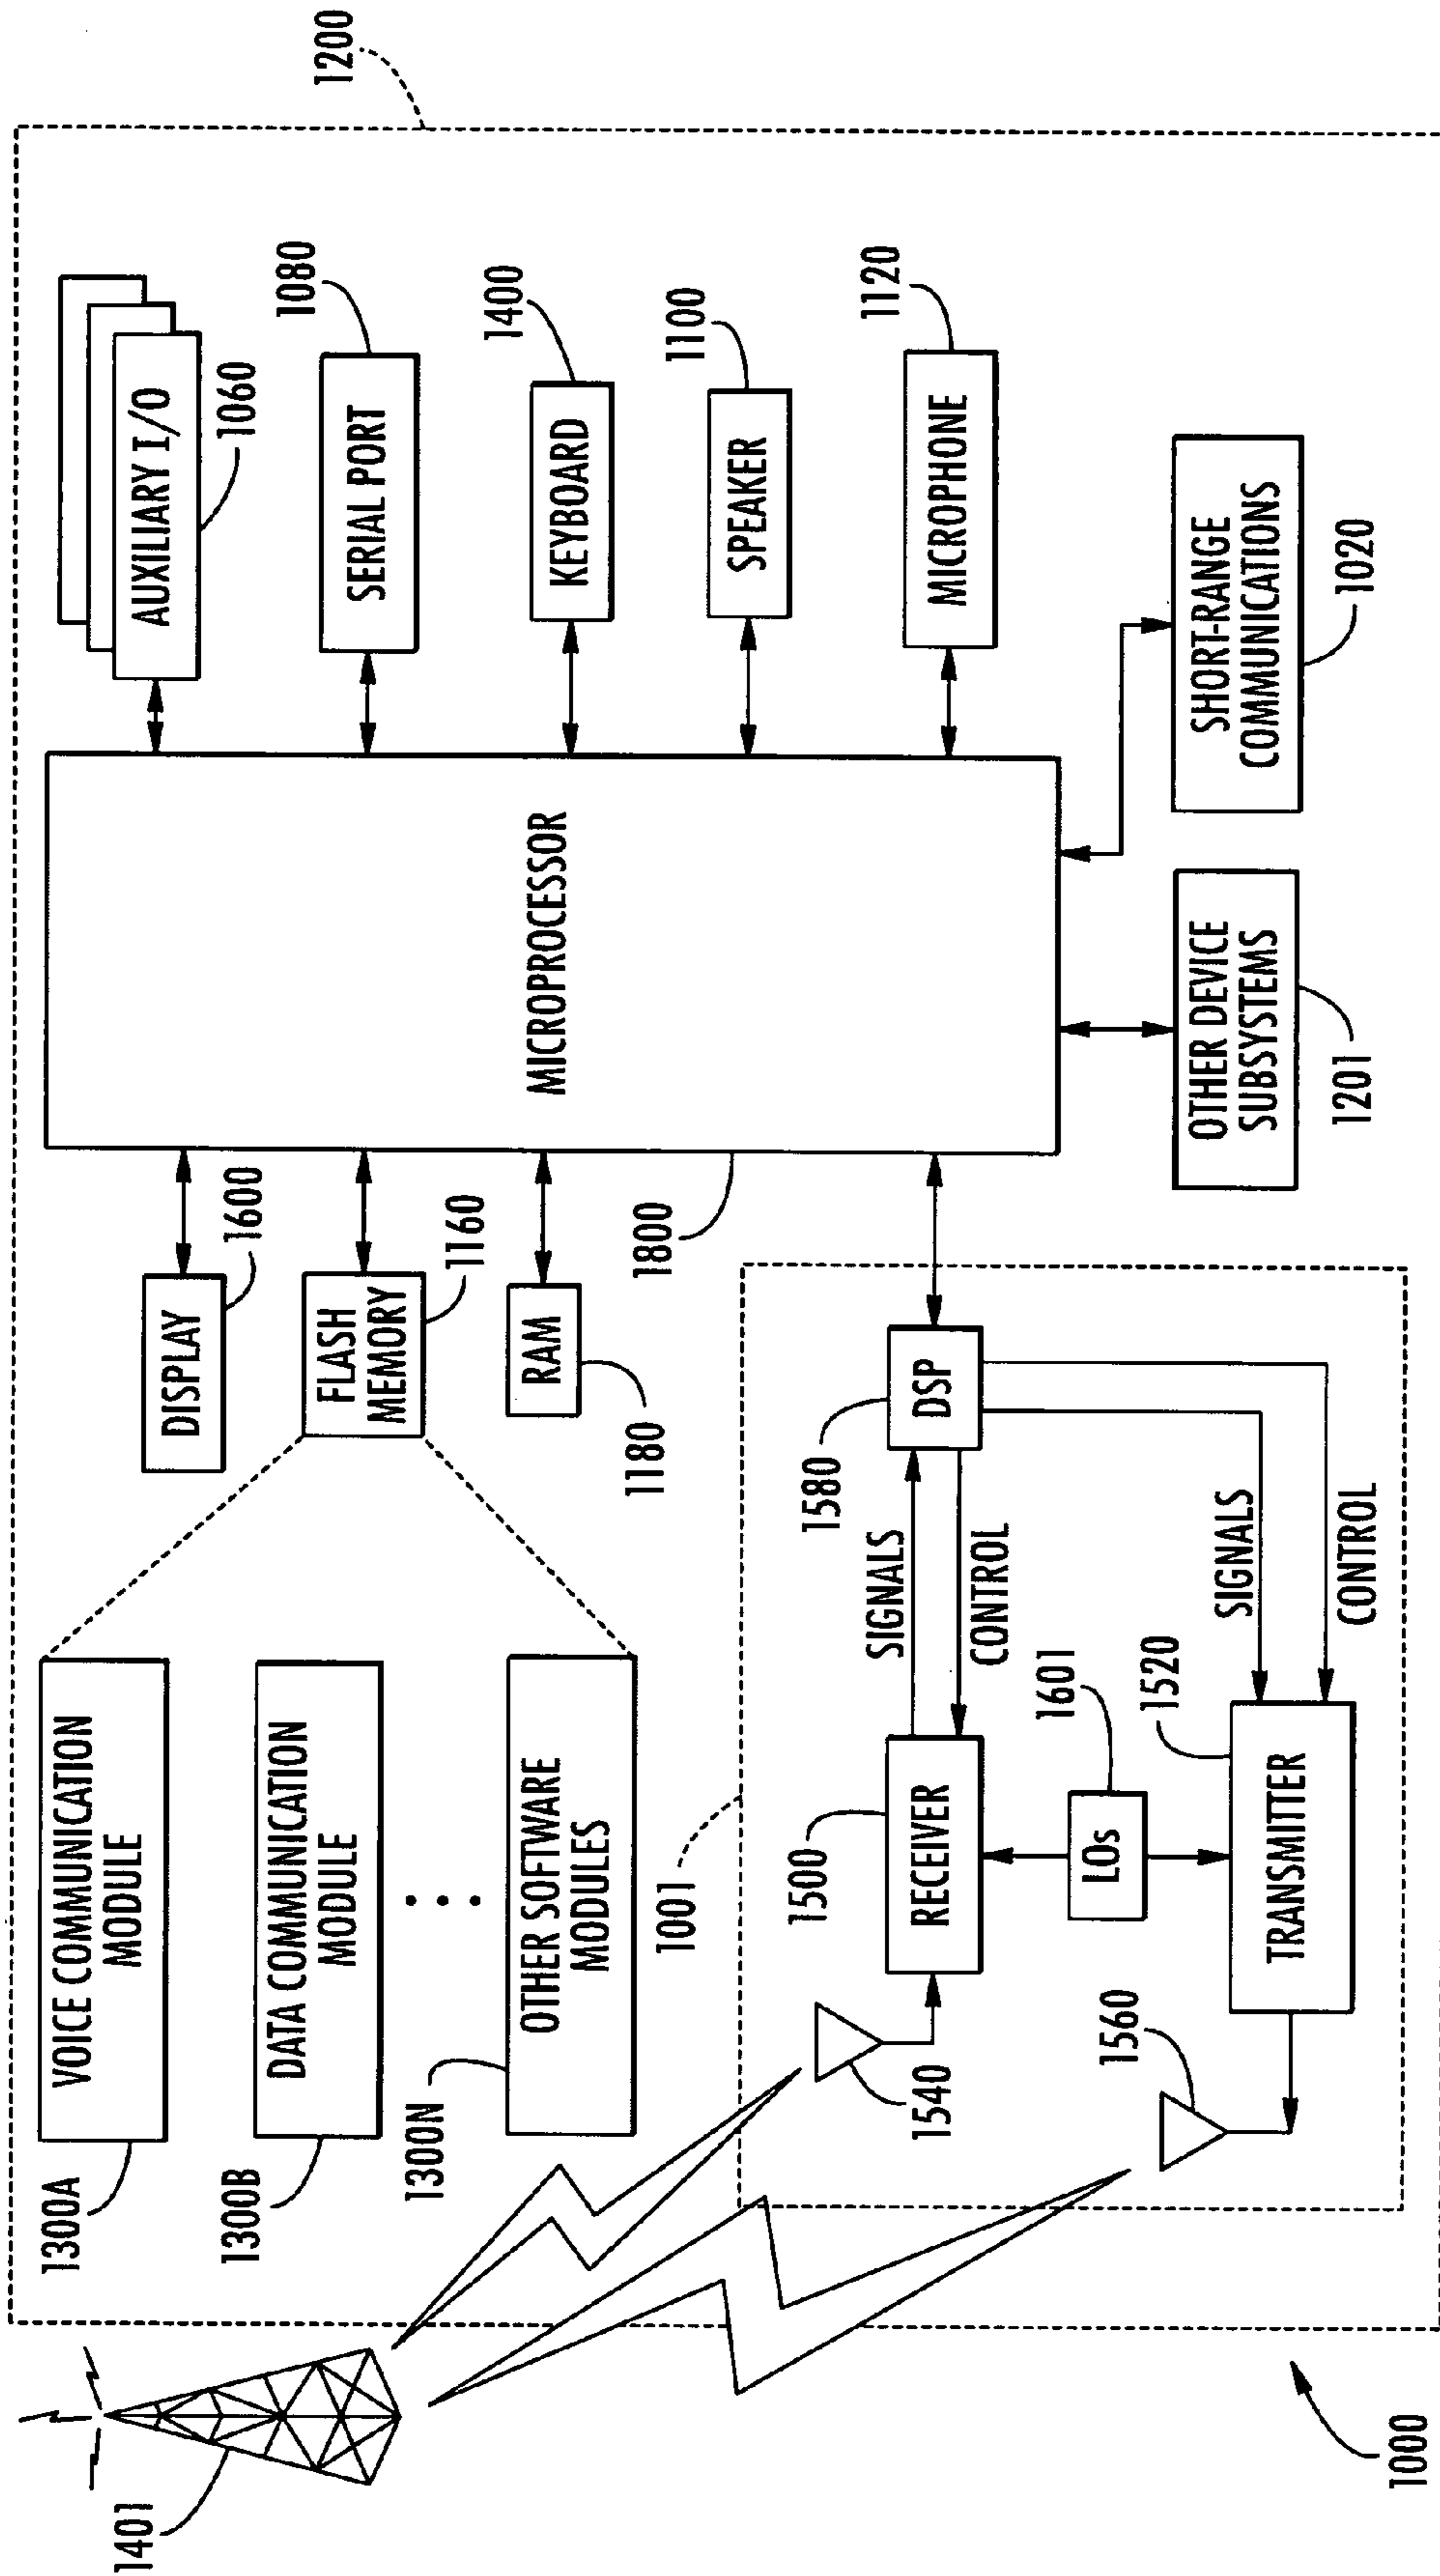 1200
VOICE COMMUNICATION
MODULE
1300A
DATA COMMUNICATION
MODULE
1300B
OTHER SOFTWARE
MODULES
1300N
DISPLAY
1600
FLASH
MEMORY
1160
RAM
1180
MICROPROCESSOR
1800
AUXILIARY I/O
1060
SERIAL PORT
1080
KEYBOARD
1400
SPEAKER
1100
MICROPHONE
1120
SHORT-RANGE
COMMUNICATIONS
1020
OTHER DEVICE
SUBSYSTEMS
1201
1401
1001
DSP
1580
SIGNALS
CONTROL
RECEIVER
1500
1540
LOs
1601
SIGNALS
CONTROL
TRANSMITTER
1520
1560
1000